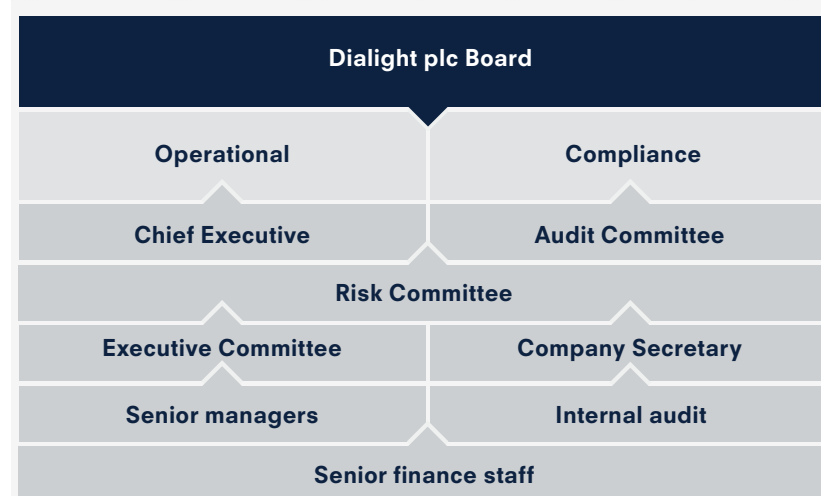 Dialight plc Board
Operational
Compliance
Chief Executive
Audit Committee
Risk Committee
Executive Committee
Company Secretary
Senior managers
Internal audit
Senior finance staff